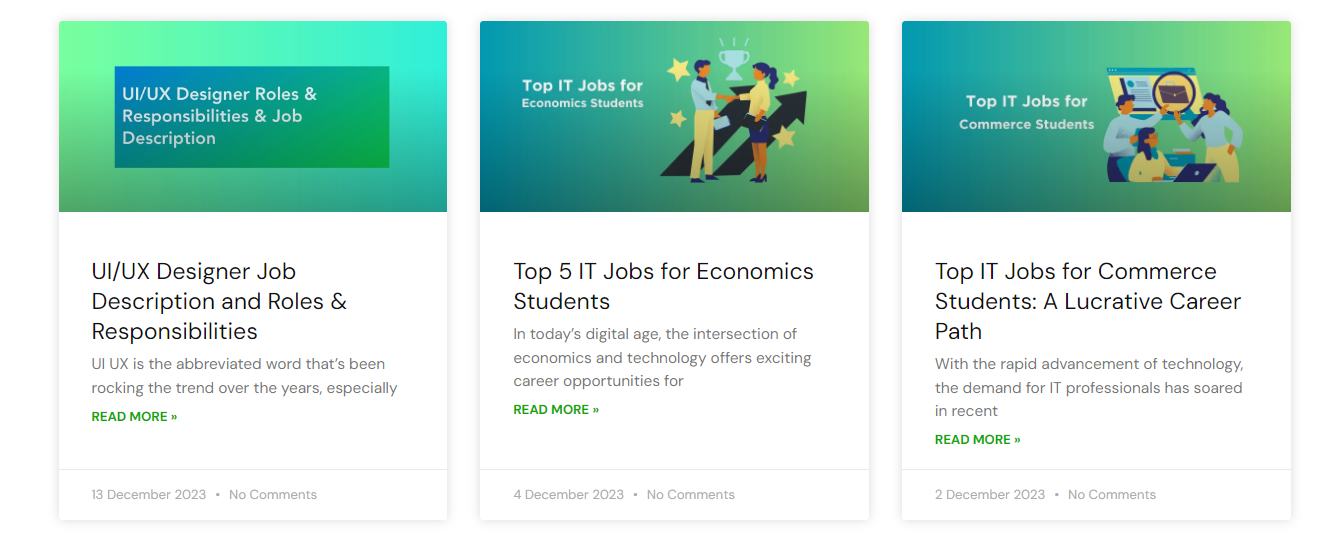 UI/UX Designer Roles &
Responsibilities & Job
Description
UI/UX Designer Job
Description and Roles &
Responsibilities
UI UX is the abbreviated word that’s been
rocking the trend over the years, especially
READ MORE »
13 December 2023 • No Comments
Top IT Jobs for
Economics Students
Top 5 IT Jobs for Economics
Students
In today’s digital age, the intersection of
economics and technology offers exciting
career opportunities for
READ MORE »
4 December 2023 • No Comments
Top IT Jobs for
Commerce Students
Top IT Jobs for Commerce
Students: A Lucrative Career
Path
With the rapid advancement of technology,
the demand for IT professionals has soared
in recent
READ MORE »
2 December 2023 • No Comments